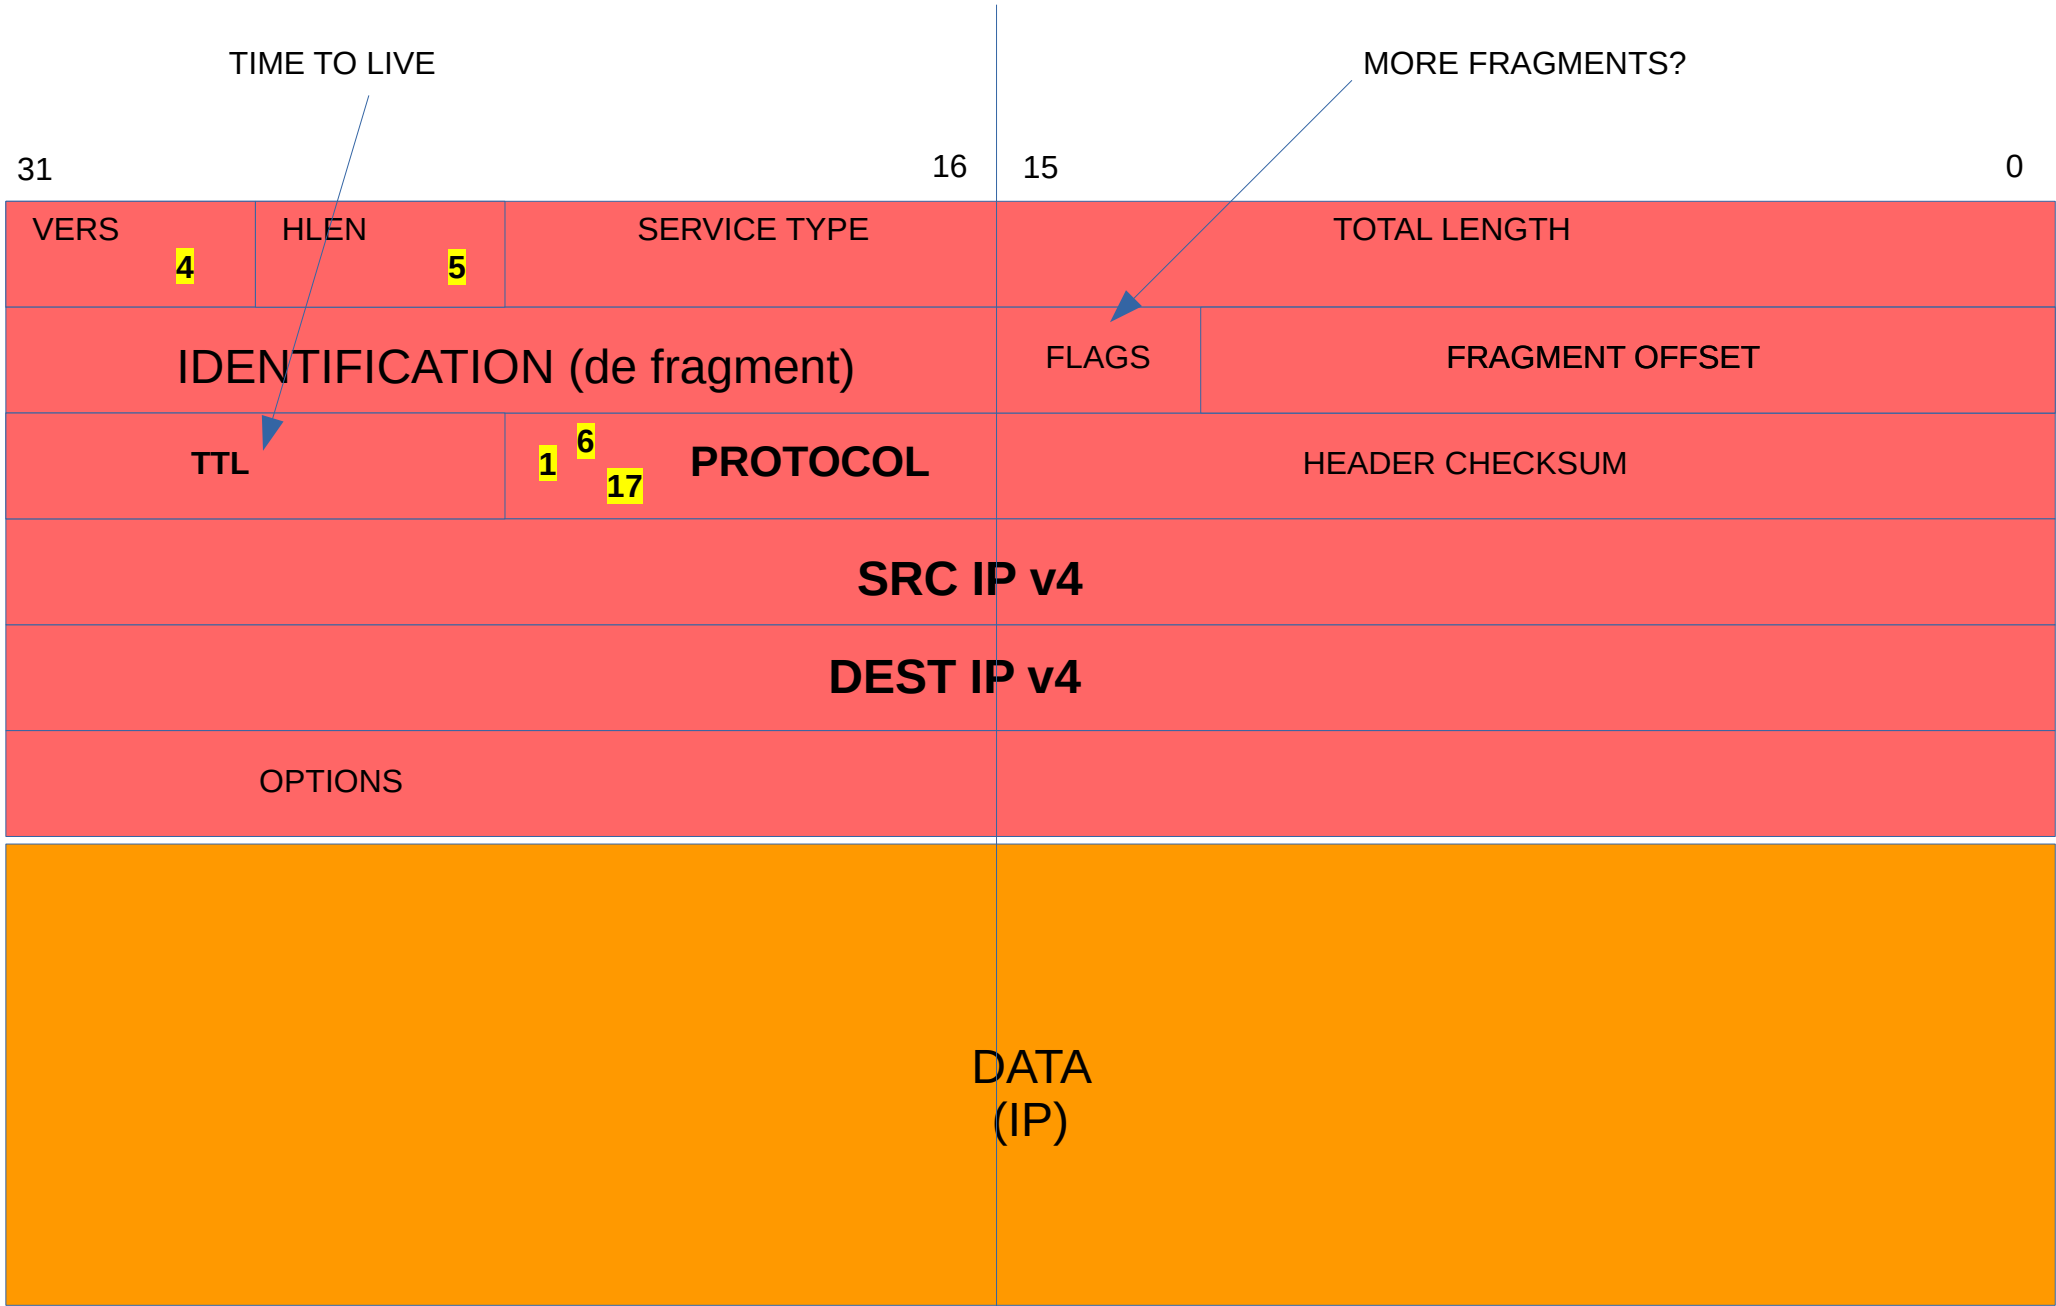 TIME TO LIVE
MORE FRAGMENTS?
31
16
15
0
VERS
4
HLEN
5
SERVICE TYPE
TOTAL LENGTH
IDENTIFICATION (de fragment)
FLAGS
FRAGMENT OFFSET
TTL
1
6
17
PROTOCOL
HEADER CHECKSUM
SRC IP v4
DEST IP v4
OPTIONS
DATA
(IP)